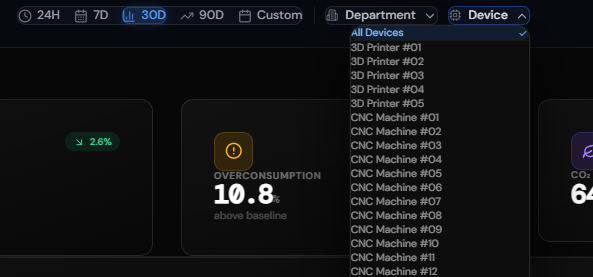 24H 7D 30D 90D Custom Department Device
All Devices
3D Printer #01
3D Printer #02
3D Printer #03
3D Printer #04
3D Printer #05
CNC Machine #01
CNC Machine #02
CNC Machine #03
CNC Machine #04
CNC Machine #05
CNC Machine #06
CNC Machine #07
CNC Machine #08
CNC Machine #09
CNC Machine #10
CNC Machine #11
CNC Machine #12
2.6%
OVERCONSUMPTION
10.8%
above baseline
CO₂
64